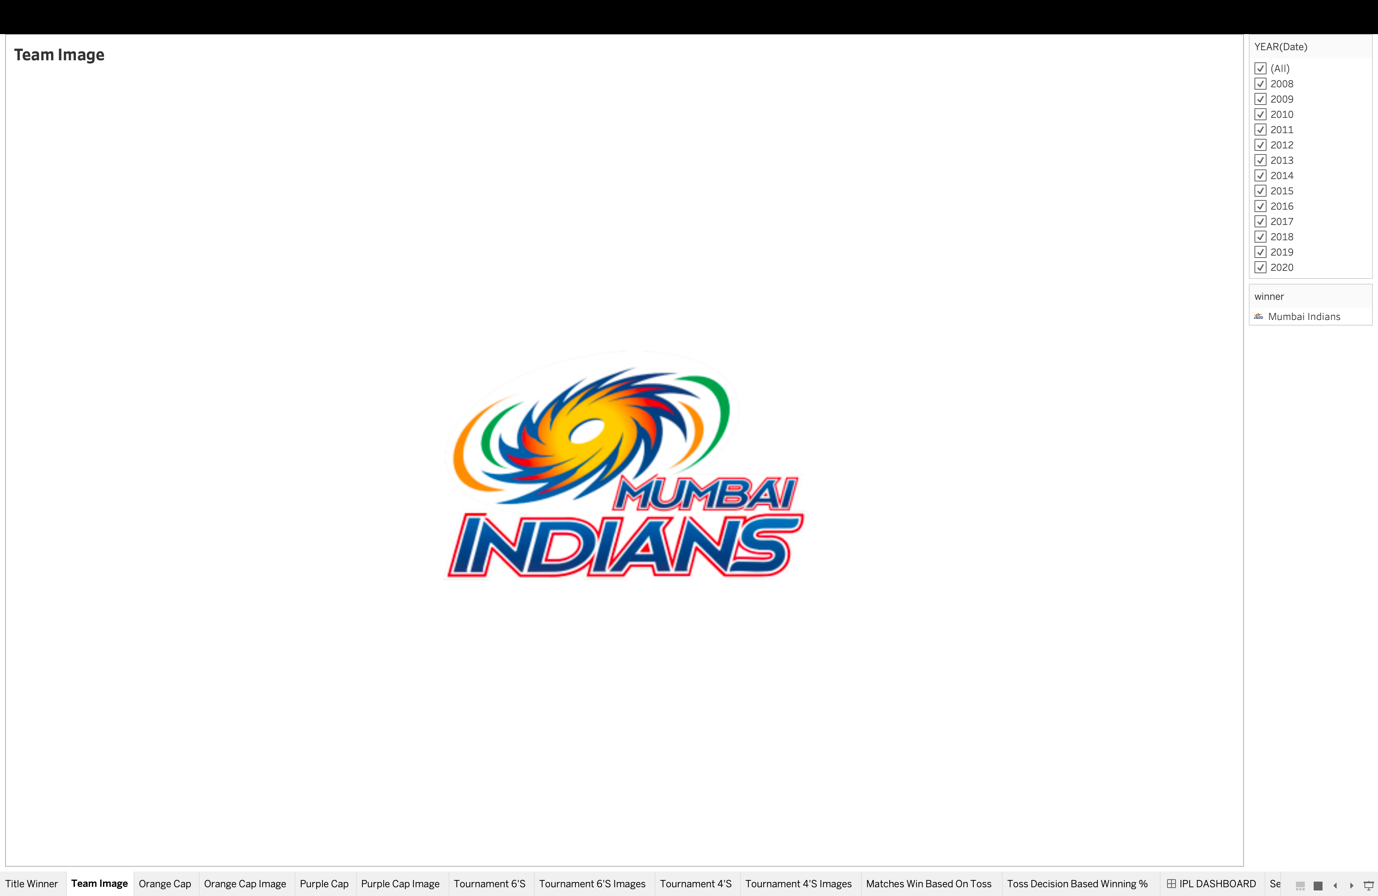 Team Image
YEAR(Date)
(All)
2008
2009
2010
2011
2012
2013
2014
2015
2016
2017
2018
2019
2020
winner
Mumbai Indians
MUMBAI
INDIANS
Title Winner
Team Image
Orange Cap
Orange Cap Image
Purple Cap
Purple Cap Image
Tournament 6'S
Tournament 6'S Images
Tournament 4'S
Tournament 4'S Images
Matches Win Based On Toss
Toss Decision Based Winning %
IPL DASHBOARD
Se